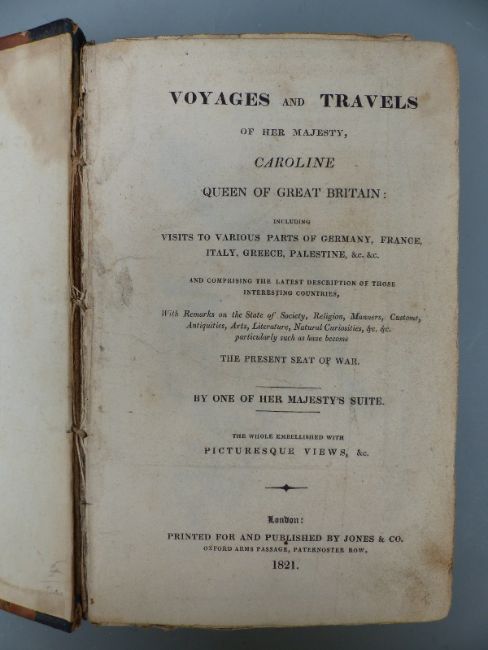 VOYAGES AND TRAVELS
OF HER MAJESTY,
CAROLINE
QUEEN OF GREAT BRITAIN:
INCLUDING
VISITS TO VARIOUS PARTS OF GERMANY, FRANCE,
ITALY, GREECE, PALESTINE, &c. &c.
AND COMPRISING THE LATEST DESCRIPTION OF THOSE
INTERESTING COUNTRIES,
With Remarks on the State of Society, Religion, Manners, Customs,
Antiquities, Arts, Literature, Natural Curiosities, &c. &c.
particularly such as have become
THE PRESENT SEAT OF WAR.
BY ONE OF HER MAJESTY'S SUITE.
THE WHOLE EMBELLISHED WITH
PICTURESQUE VIEWS, &c.
London:
PRINTED FOR AND PUBLISHED BY JONES & CO.
OXFORD ARMS PASSAGE, PATERNOSTER ROW,
1821.